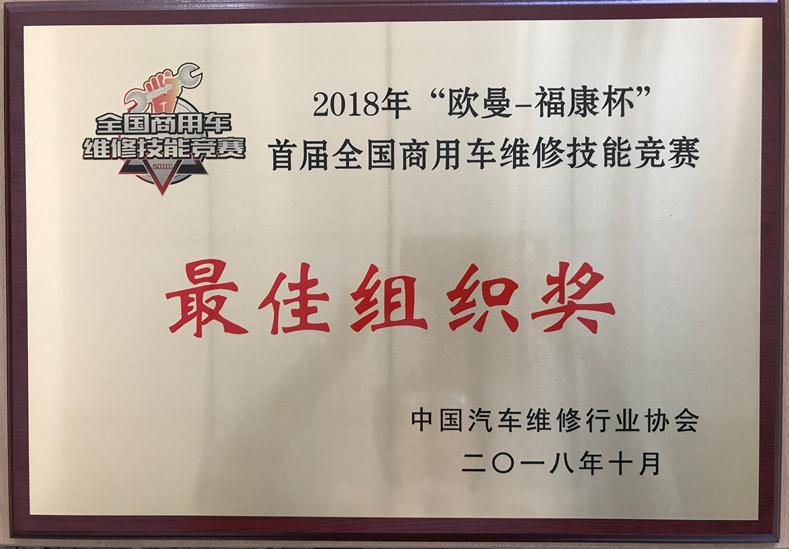 全国商用车
维修技能竞赛
2018
2018年“欧曼-福康杯”
首届全国商用车维修技能竞赛
最佳组织奖
中国汽车维修行业协会
二〇一八年十月